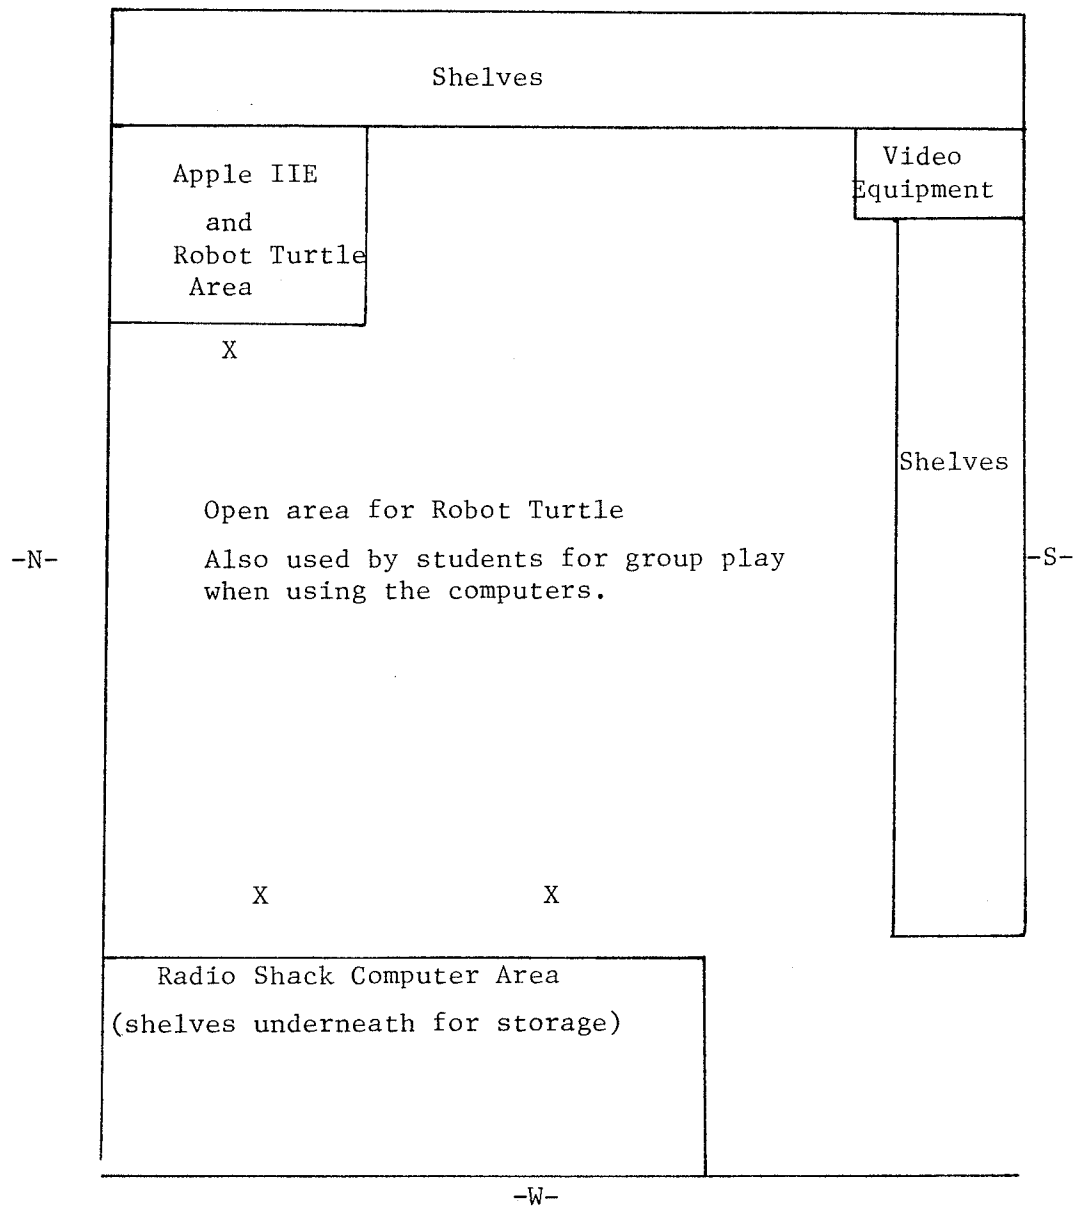 Shelves
Video
Equipment
Apple IIE
and
Robot Turtle
Area
X
Shelves
Open area for Robot Turtle
Also used by students for group play
when using the computers.
-N-
-S-
X X
Radio Shack Computer Area
(shelves underneath for storage)
-W-